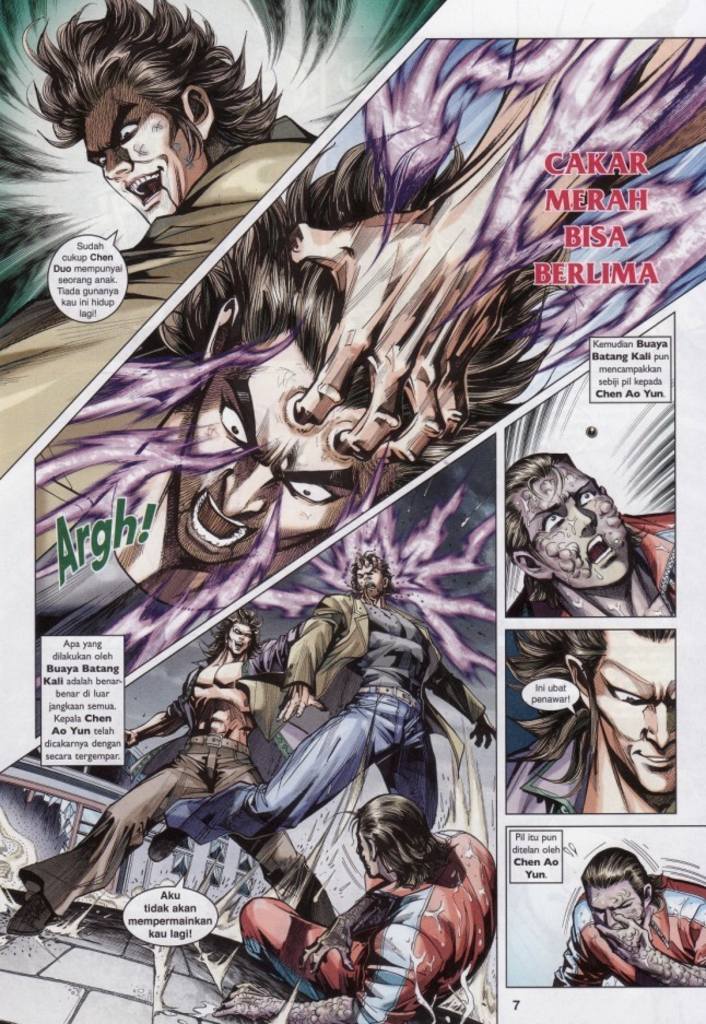 Sudah
cukup Chen
Duo mempunyai
seorang anak.
Tiada gunanya
kau ini hidup
lagi!
CAKAR
MERAH
BISA
BERLIMA
Argh!
Kemudian Buaya
Batang Kali pun
mencampakkan
sebiji pil kepada
Chen Ao Yun.
Apa yang
dilakukan oleh
Buaya Batang
Kali adalah benar-
benar di luar
jangkaan semua.
Kepala Chen
Ao Yun telah
dicakarnya dengan
secara tergempar.
Ini ubat
penawar!
Aku
tidak akan
mempermainkan
kau lagi!
Pil itu pun
ditelan oleh
Chen Ao
Yun.
7